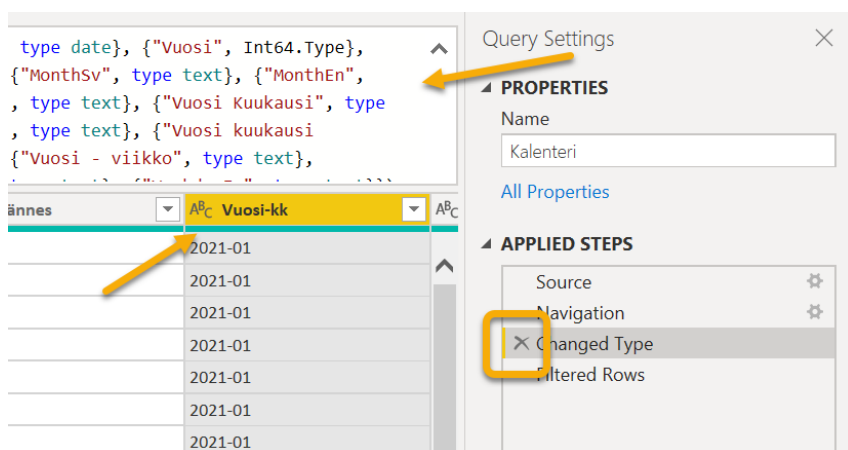 type date}, {"Vuosi", Int64.Type},
{"MonthSv", type text}, {"MonthEn",
, type text}, {"Vuosi Kuukausi", type
, type text}, {"Vuosi kuukausi
{"Vuosi - viikko", type text},
ännes
ABC Vuosi-kk
ABC
2021-01
2021-01
2021-01
2021-01
2021-01
2021-01
2021-01
Query Settings
PROPERTIES
Name
Kalenteri
All Properties
APPLIED STEPS
Source
Navigation
Changed Type
Filtered Rows